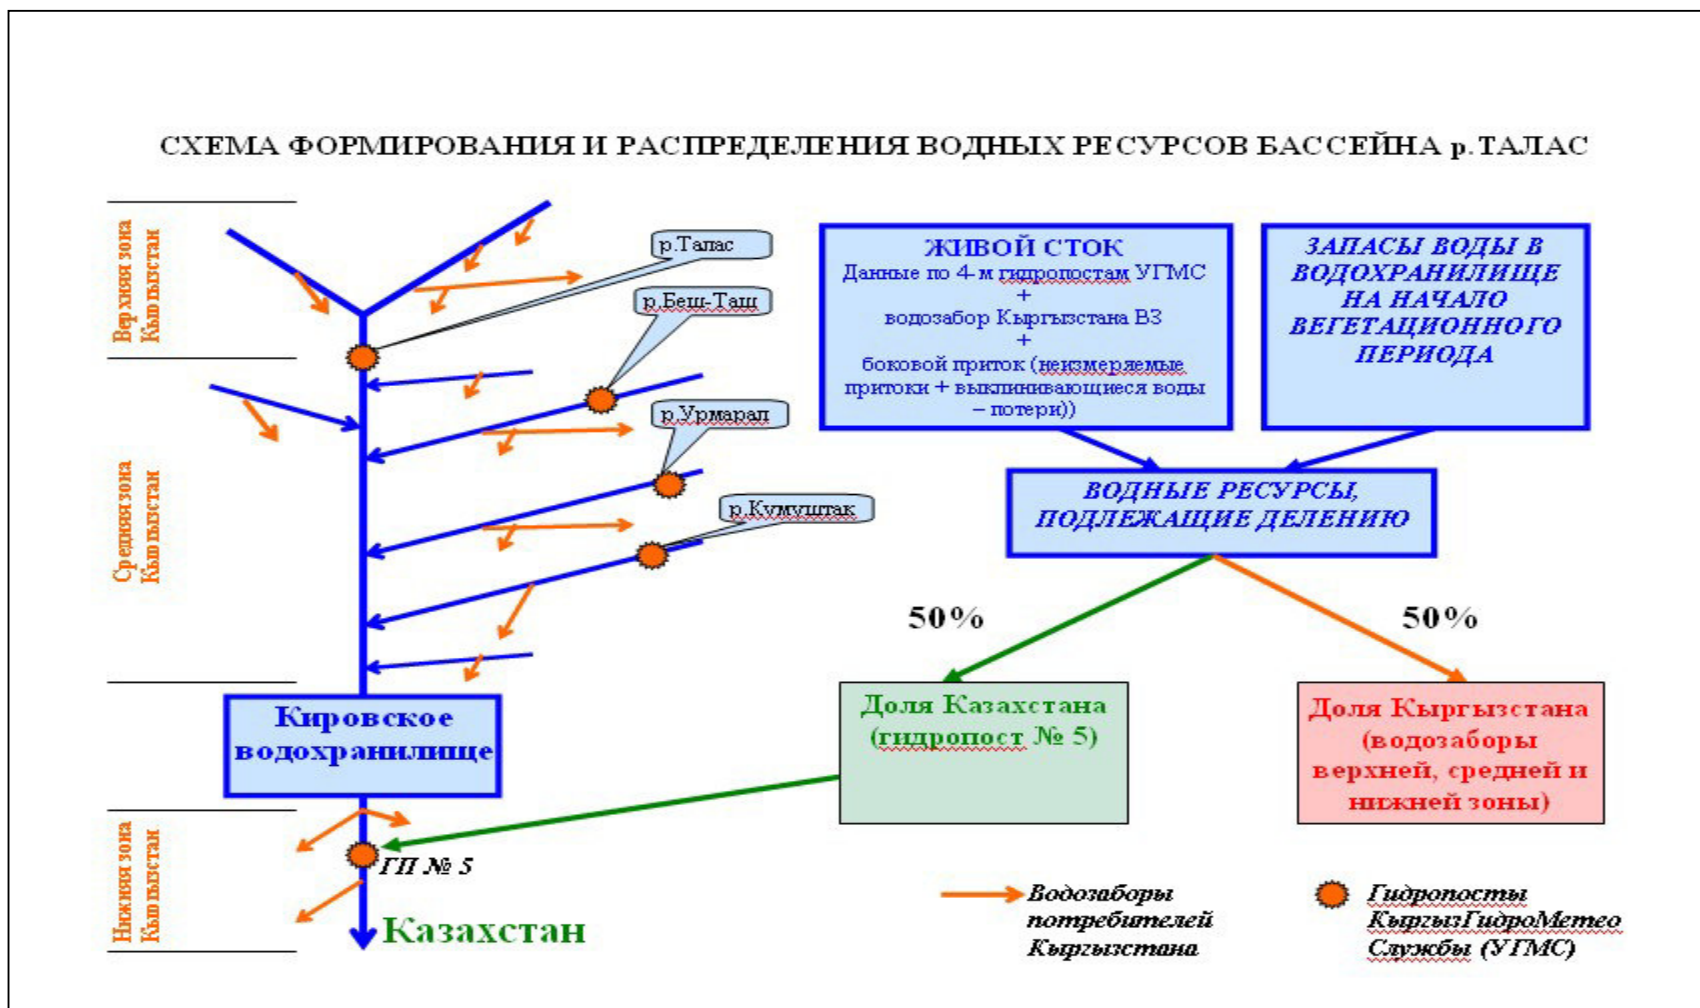 СХЕМА ФОРМИРОВАНИЯ И РАСПРЕДЕЛЕНИЯ ВОДНЫХ РЕСУРСОВ БАССЕЙНА р.ТАЛАС
Верхняя зона
Кыргызстан
р.Талас
р.Беш-Таш
р.Урмарал
р.Кумуштак
Средняя зона
Кыргызстан
ЖИВОЙ СТОК
Данные по 4-м гидропостам УГМС
+
водозабор Кыргызстана ВЗ
+
боковой приток (неизмеряемые
притоки + выклинивающиеся воды
– потери))
ЗАПАСЫ ВОДЫ В
ВОДОХРАНИЛИЩЕ
НА НАЧАЛО
ВЕГЕТАЦИОННОГО
ПЕРИОДА
ВОДНЫЕ РЕСУРСЫ,
ПОДЛЕЖАЩИЕ ДЕЛЕНИЮ
50%
50%
Кировское
водохранилище
Доля Казахстана
(гидропост № 5)
Доля Кыргызстана
(водозаборы
верхней, средней и
нижней зоны)
Нижняя зона
Кыргызстан
ГП № 5
Казахстан
Водозаборы
потребителей
Кыргызстана
Гидропосты
КыргызГидроМетео
Службы (УГМС)